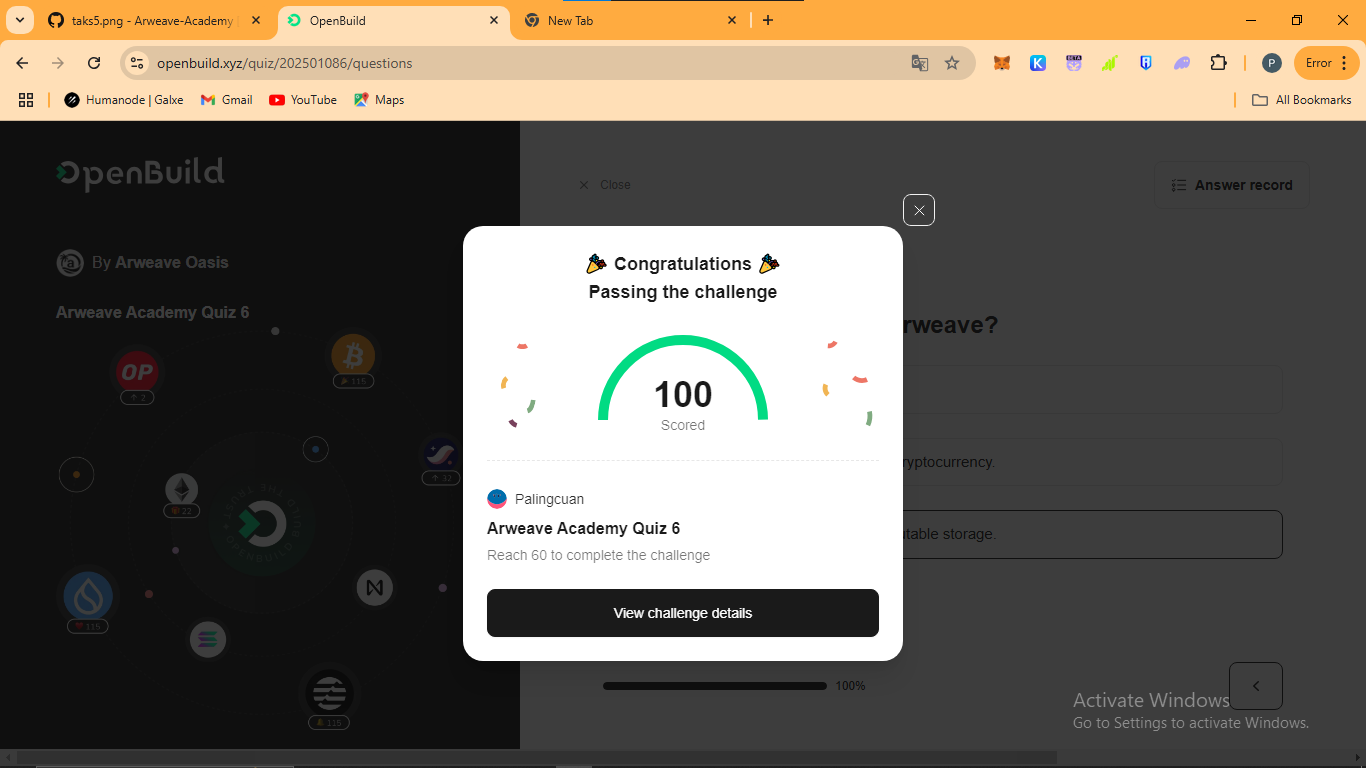 taks5.png - Arweave-Academy
OpenBuild
New Tab
openbuild.xyz/quiz/202501086/questions
BETA
P
Error
Humanode | Galxe
Gmail
YouTube
Maps
All Bookmarks
OpenBuild
Close
Answer record
By Arweave Oasis
Arweave Academy Quiz 6
OP
2
115
32
22
115
115
rweave?
ryptocurrency.
utable storage.
Congratulations
Passing the challenge
100
Scored
Palingcuan
Arweave Academy Quiz 6
Reach 60 to complete the challenge
View challenge details
100%
Activate Windows
Go to Settings to activate Windows.